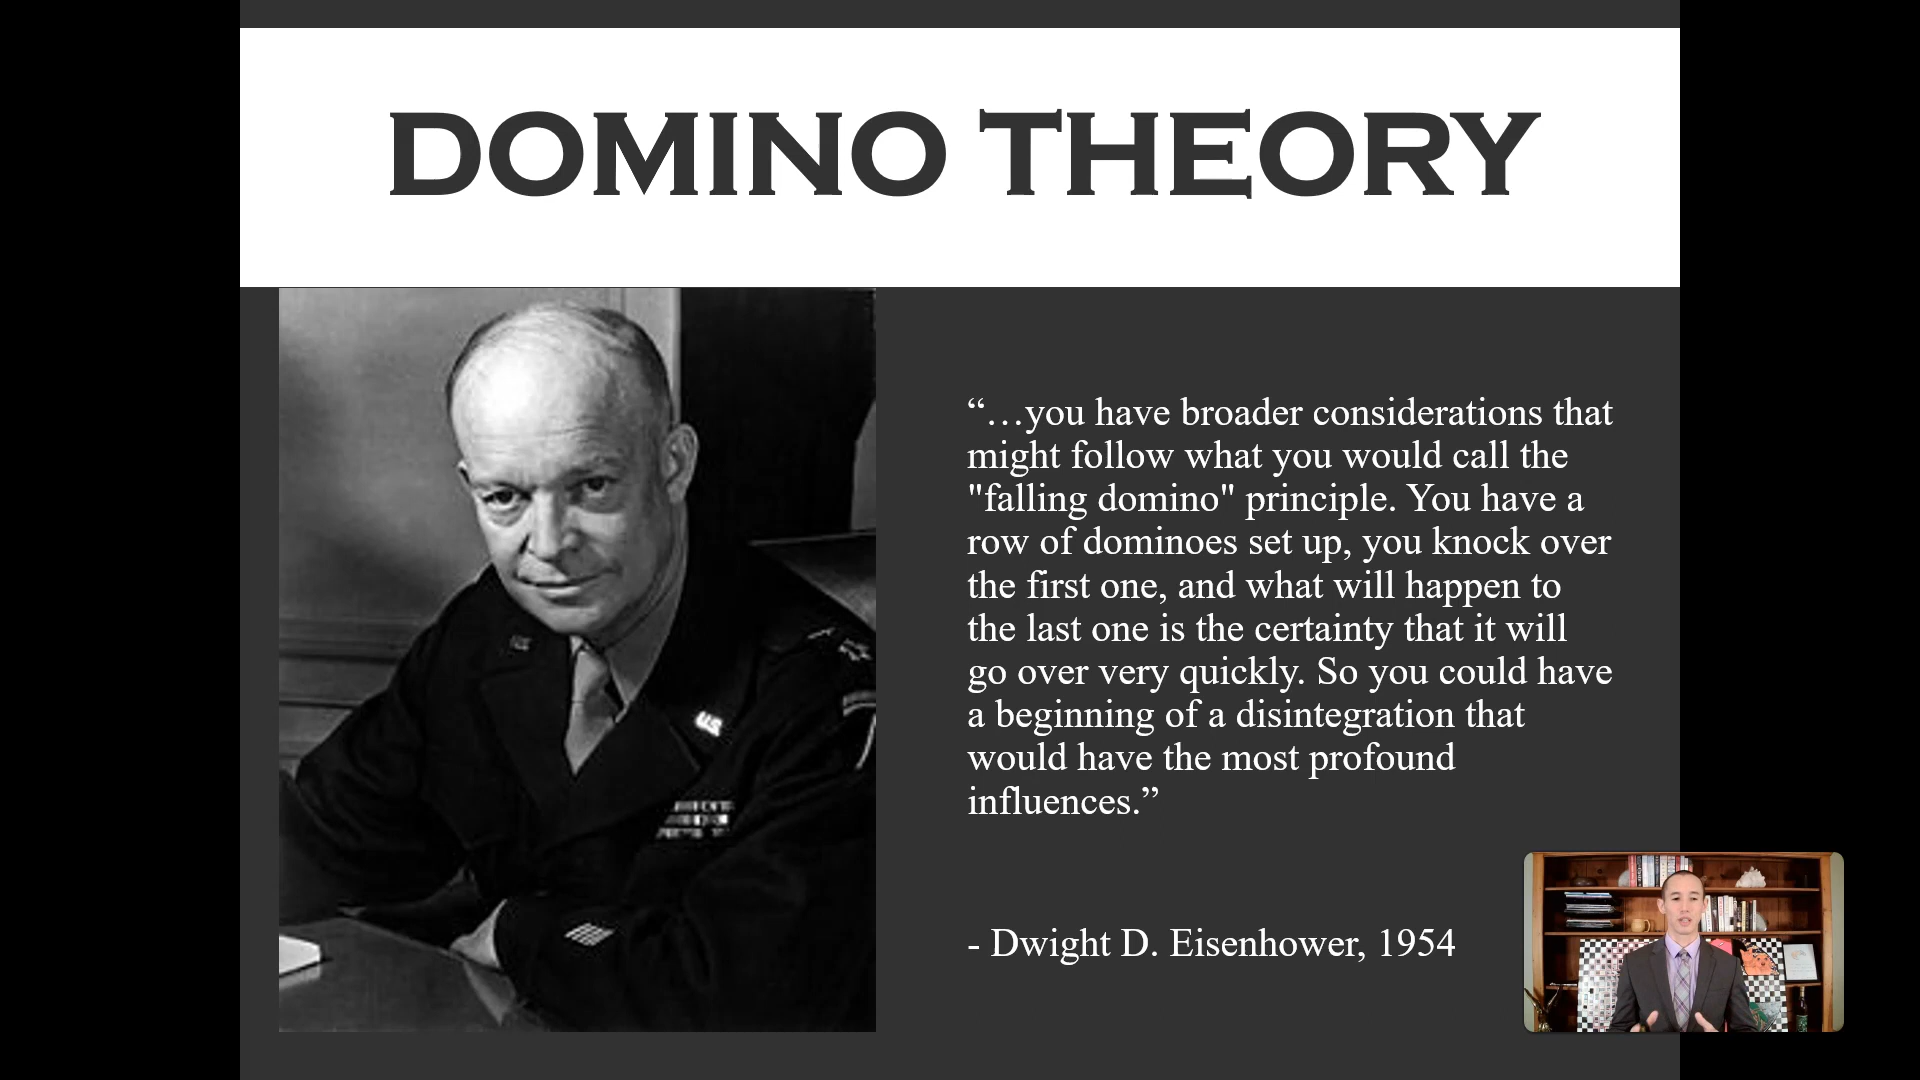 DOMINO THEORY
“…you have broader considerations that
might follow what you would call the
"falling domino" principle. You have a
row of dominoes set up, you knock over
the first one, and what will happen to
the last one is the certainty that it will
go over very quickly. So you could have
a beginning of a disintegration that
would have the most profound
influences.”
- Dwight D. Eisenhower, 1954
U.S